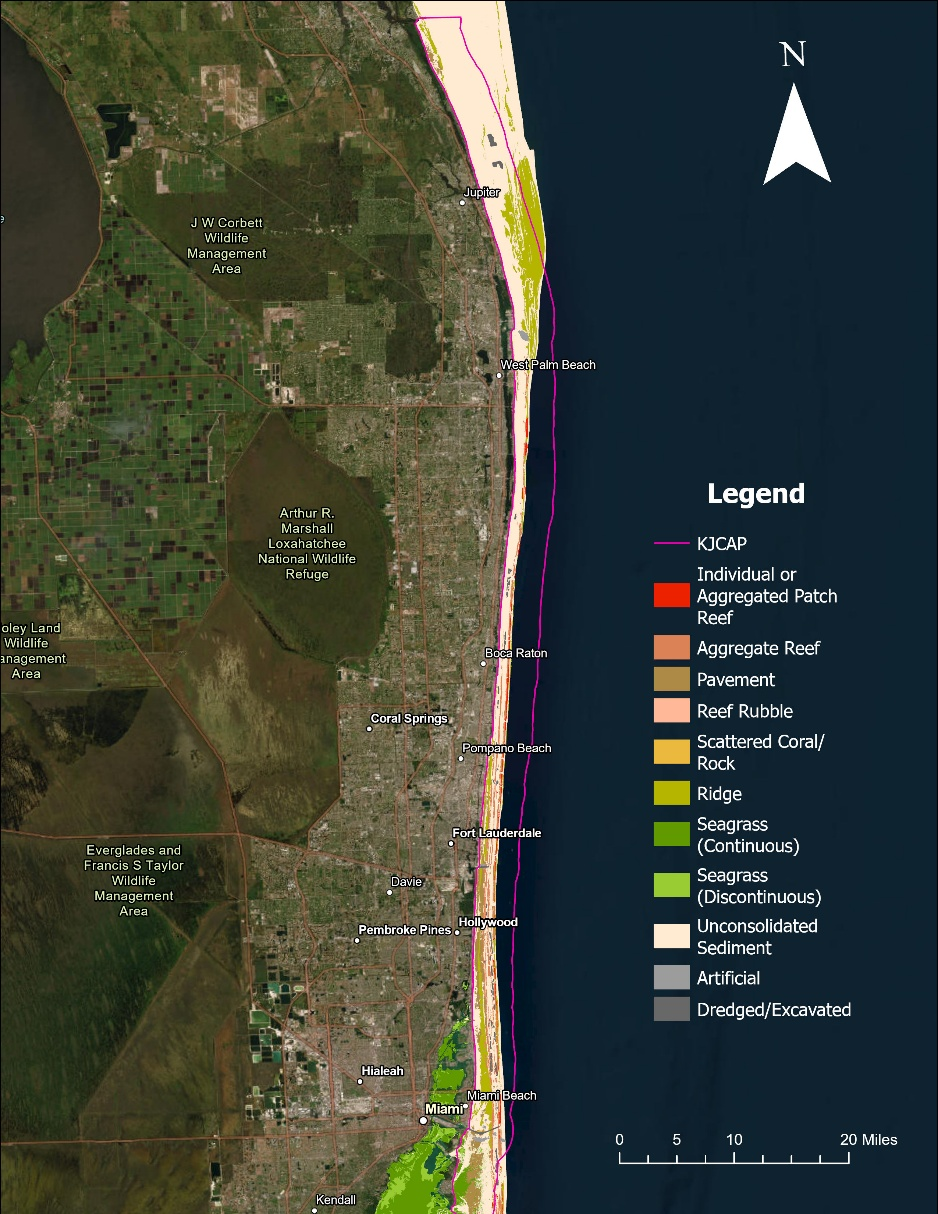 N
Jupiter
J W Corbett
Wildlife
Management
Area
e
West Palm Beach
Legend
KJCAP
Individual or
Aggregated Patch
Reef
Aggregate Reef
Pavement
Reef Rubble
Scattered Coral/
Rock
Ridge
Seagrass
(Continuous)
Seagrass
(Discontinuous)
Unconsolidated
Sediment
Artificial
Dredged/Excavated
Arthur R.
Marshall
Loxahatchee
National Wildlife
Refuge
oley Land
Wildlife
anagement
Area
Boca Raton
Coral Springs
Pompano Beach
Fort Lauderdale
Everglades and
Francis S Taylor
Wildlife
Management
Area
Davie
Hollywood
Pembroke Pines
Hialeah
Miami Beach
Miami
Kendall
0 5 10 20 Miles